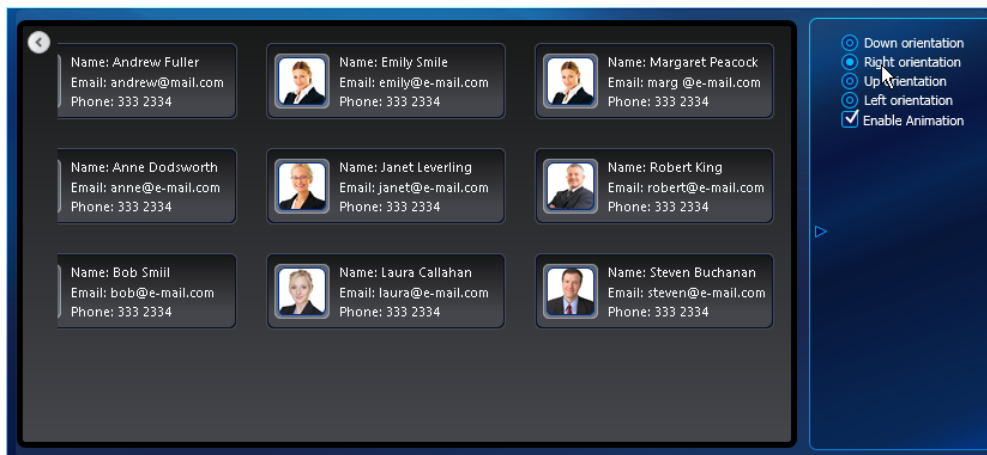 Name: Andrew Fuller
Email: andrew@mail.com
Phone: 333 2334
Name: Emily Smile
Email: emily@e-mail.com
Phone: 333 2334
Name: Margaret Peacock
Email: marg @e-mail.com
Phone: 333 2334
Name: Anne Dodsworth
Email: anne@e-mail.com
Phone: 333 2334
Name: Janet Leverling
Email: janet@e-mail.com
Phone: 333 2334
Name: Robert King
Email: robert@e-mail.com
Phone: 333 2334
Name: Bob Smiil
Email: bob@e-mail.com
Phone: 333 2334
Name: Laura Callahan
Email: laura@e-mail.com
Phone: 333 2334
Name: Steven Buchanan
Email: steven@e-mail.com
Phone: 333 2334
Down orientation
Right orientation
Up orientation
Left orientation
Enable Animation